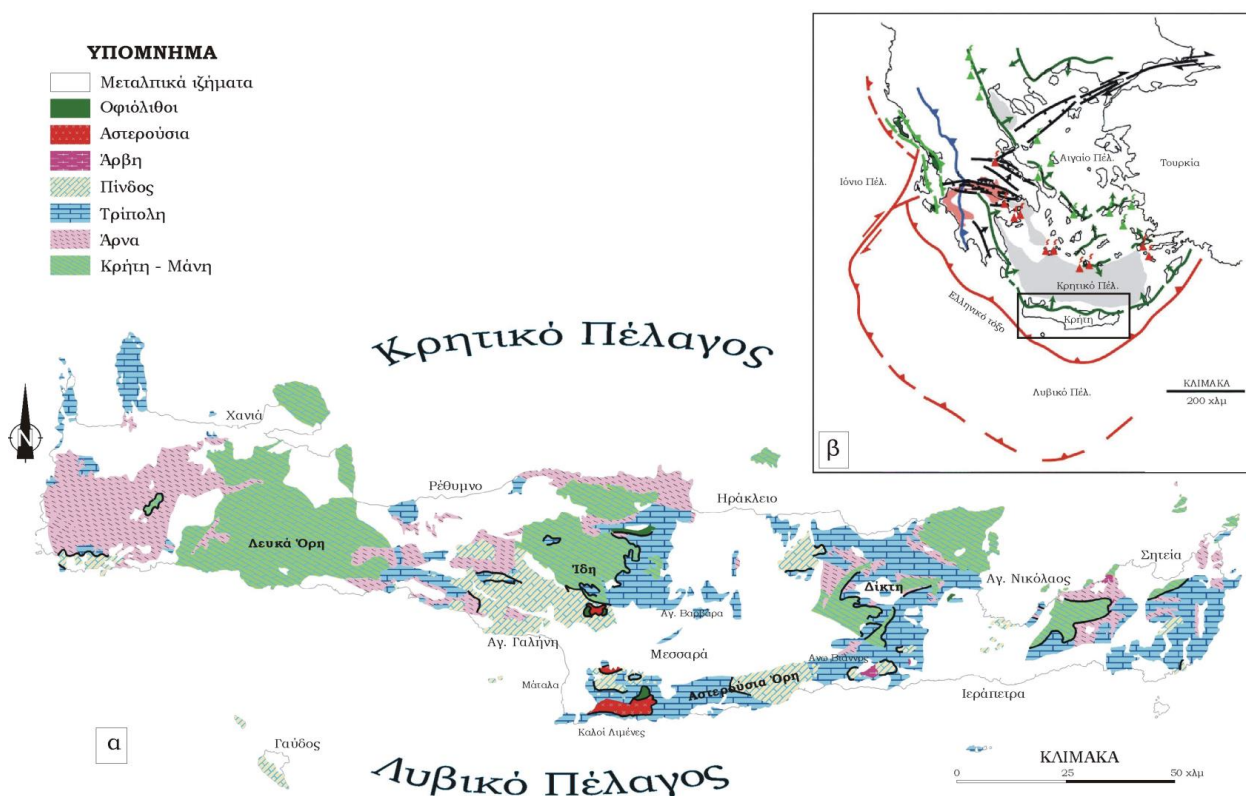 ΥΠΟΜΝΗΜΑ
Μεταλπικά ιζήματα
Οφιόλιθοι
Αστερούσια
Άρβη
Πίνδος
Τρίπολη
Άρνα
Κρήτη - Μάνη
Ιόνιο Πέλ.
Αιγαίο Πέλ.
Τουρκία
Κρητικό Πέλ.
Ελληνικό τόξο
Κρήτη
Λυβικό Πέλ.
ΚΛΙΜΑΚΑ
200 χλμ
β
Κρητικό Πέλαγος
N
Χανιά
Ρέθυμνο
Ηράκλειο
Λευκά Όρη
Ίδη
Δίκτη
Αγ. Νικόλαος
Σητεία
Αγ. Βαρβάρα
Αγ. Γαλήνη
Μεσσαρά
Ανω Βιάννος
Μάταλα
Αστερούσια Όρη
Ιεράπετρα
Καλοί Λιμένες
α
Γαύδος
Λυβικό Πέλαγος
ΚΛΙΜΑΚΑ
0 25 50 χλμ